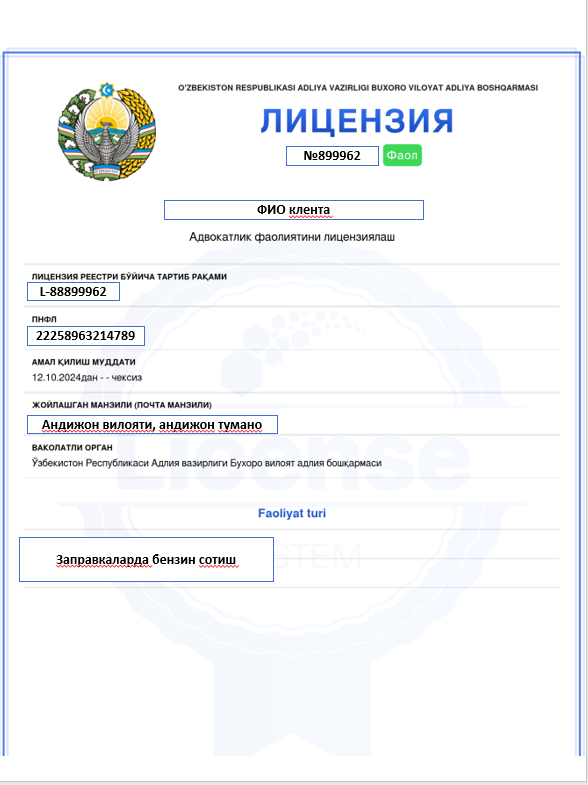 O'ZBEKISTON RESPUBLIKASI ADLIYA VAZIRLIGI BUXORO VILOYAT ADLIYA BOSHQARMASI
ЛИЦЕНЗИЯ
№899962 Фаол
ФИО клента
Адвокатлик фаолиятини лицензиялаш
ЛИЦЕНЗИЯ РЕЕСТРИ БЎЙИЧА ТАРТИБ РАҚАМИ
L-88899962
ПНФЛ
22258963214789
АМАЛ ҚИЛИШ МУДДАТИ
12.10.2024дан - - чексиз
ЖОЙЛАШГАН МАНЗИЛИ (ПОЧТА МАНЗИЛИ)
Андижон вилояти, андижон тумано
ВАКОЛАТЛИ ОРГАН
Ўзбекистон Республикаси Адлия вазирлиги Бухоро вилоят адлия бошқармаси
License
Faoliyat turi
Заправкаларда бензин сотиш
SYSTEM